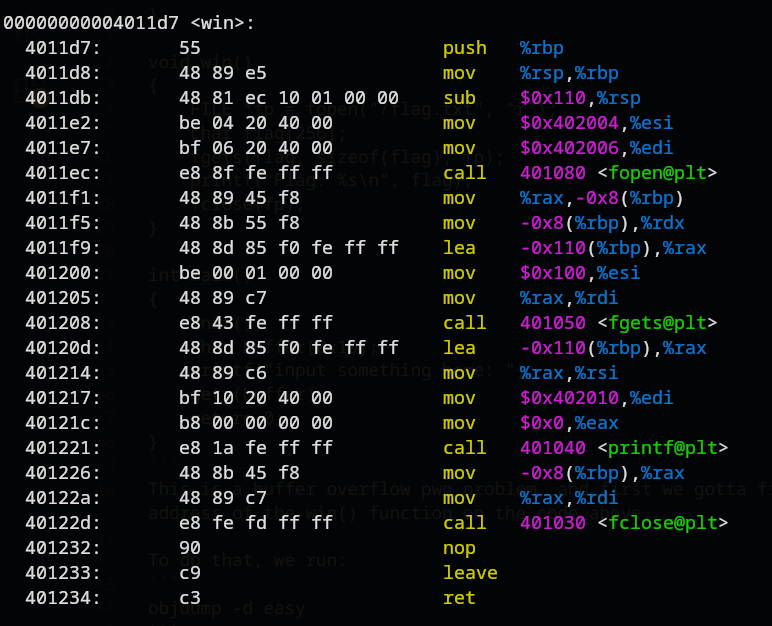 00000000004011d7 <win>:
4011d7: 55 push %rbp
4011d8: 48 89 e5 mov %rsp,%rbp
4011db: 48 81 ec 10 01 00 00 sub $0x110,%rsp
4011e2: be 04 20 40 00 mov $0x402004,%esi
4011e7: bf 06 20 40 00 mov $0x402006,%edi
4011ec: e8 8f fe ff ff call 401080 <fopen@plt>
4011f1: 48 89 45 f8 mov %rax,-0x8(%rbp)
4011f5: 48 8b 55 f8 mov -0x8(%rbp),%rdx
4011f9: 48 8d 85 f0 fe ff ff lea -0x110(%rbp),%rax
401200: be 00 01 00 00 mov $0x100,%esi
401205: 48 89 c7 mov %rax,%rdi
401208: e8 43 fe ff ff call 401050 <fgets@plt>
40120d: 48 8d 85 f0 fe ff ff lea -0x110(%rbp),%rax
401214: 48 89 c6 mov %rax,%rsi
401217: bf 10 20 40 00 mov $0x402010,%edi
40121c: b8 00 00 00 00 mov $0x0,%eax
401221: e8 1a fe ff ff call 401040 <printf@plt>
401226: 48 8b 45 f8 mov -0x8(%rbp),%rax
40122a: 48 89 c7 mov %rax,%rdi
40122d: e8 fe fd ff ff call 401030 <fclose@plt>
401232: 90 nop
401233: c9 leave
401234: c3 ret
To do that, we run:
objdump -d easy